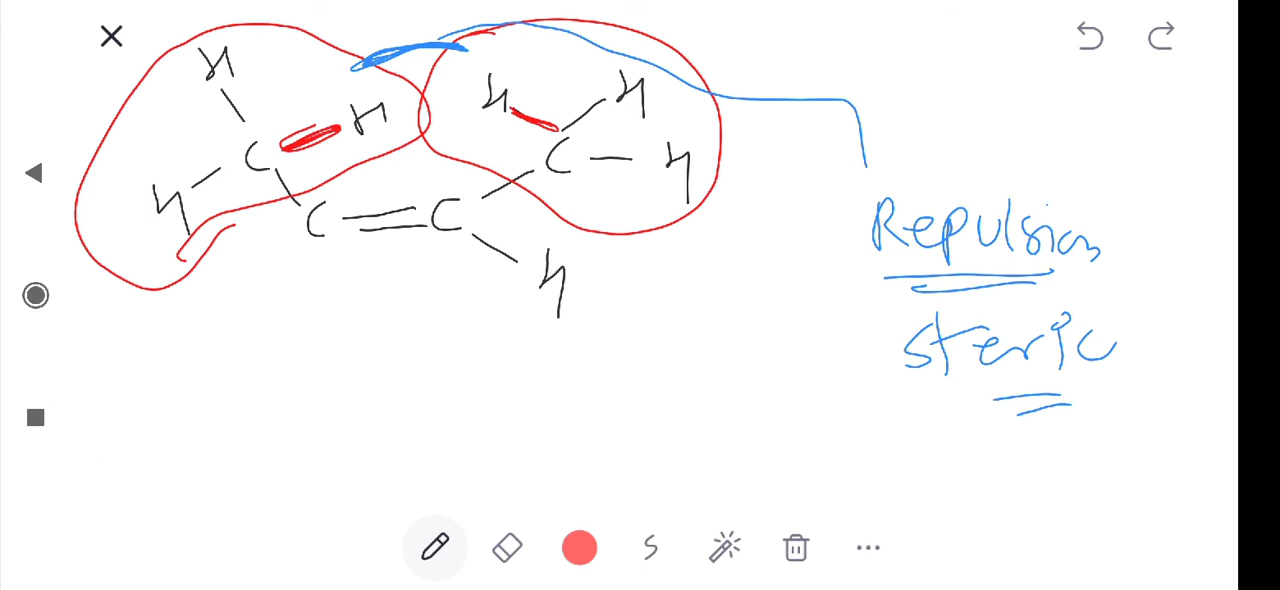 H
H H H
C C H
H
C = C
H
Repulsion
Steric